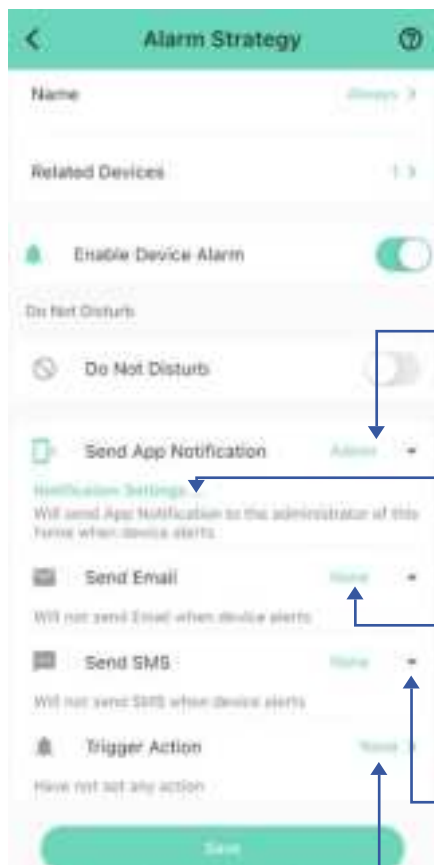 Alarm Strategy
Name Always >
Related Devices 1 >
Enable Device Alarm
Do Not Disturb
Do Not Disturb
Send App Notification Admin
Notification Settings
Will send App Notification to the administrator of this
home when device alerts
Send Email None
Will not send Email when device alerts
Send SMS None
Will not send SMS when device alerts
Trigger Action None >
Have not set any action
Save